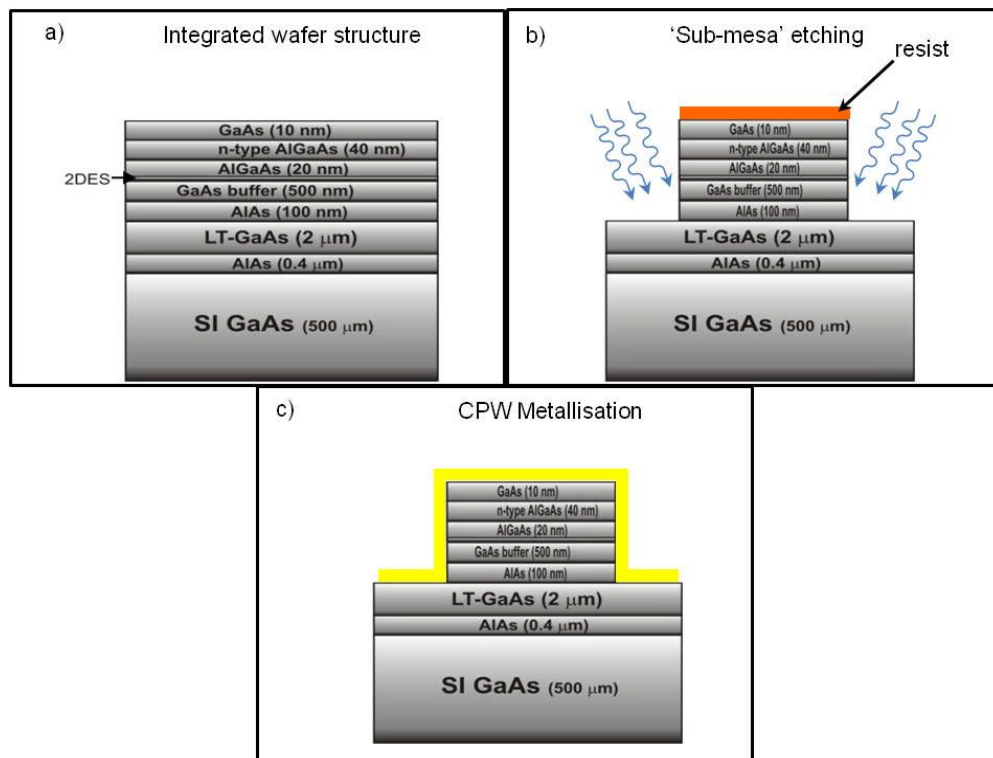 a)
Integrated wafer structure
GaAs (10 nm)
n-type AlGaAs (40 nm)
AlGaAs (20 nm)
2DES
GaAs buffer (500 nm)
AlAs (100 nm)
LT-GaAs (2 μm)
AlAs (0.4 μm)
SI GaAs (500 μm)
b)
‘Sub-mesa’ etching
resist
GaAs (10 nm)
n-type AlGaAs (40 nm)
AlGaAs (20 nm)
GaAs buffer (500 nm)
AlAs (100 nm)
LT-GaAs (2 μm)
AlAs (0.4 μm)
SI GaAs (500 μm)
c)
CPW Metallisation
GaAs (10 nm)
n-type AlGaAs (40 nm)
AlGaAs (20 nm)
GaAs buffer (500 nm)
AlAs (100 nm)
LT-GaAs (2 μm)
AlAs (0.4 μm)
SI GaAs (500 μm)